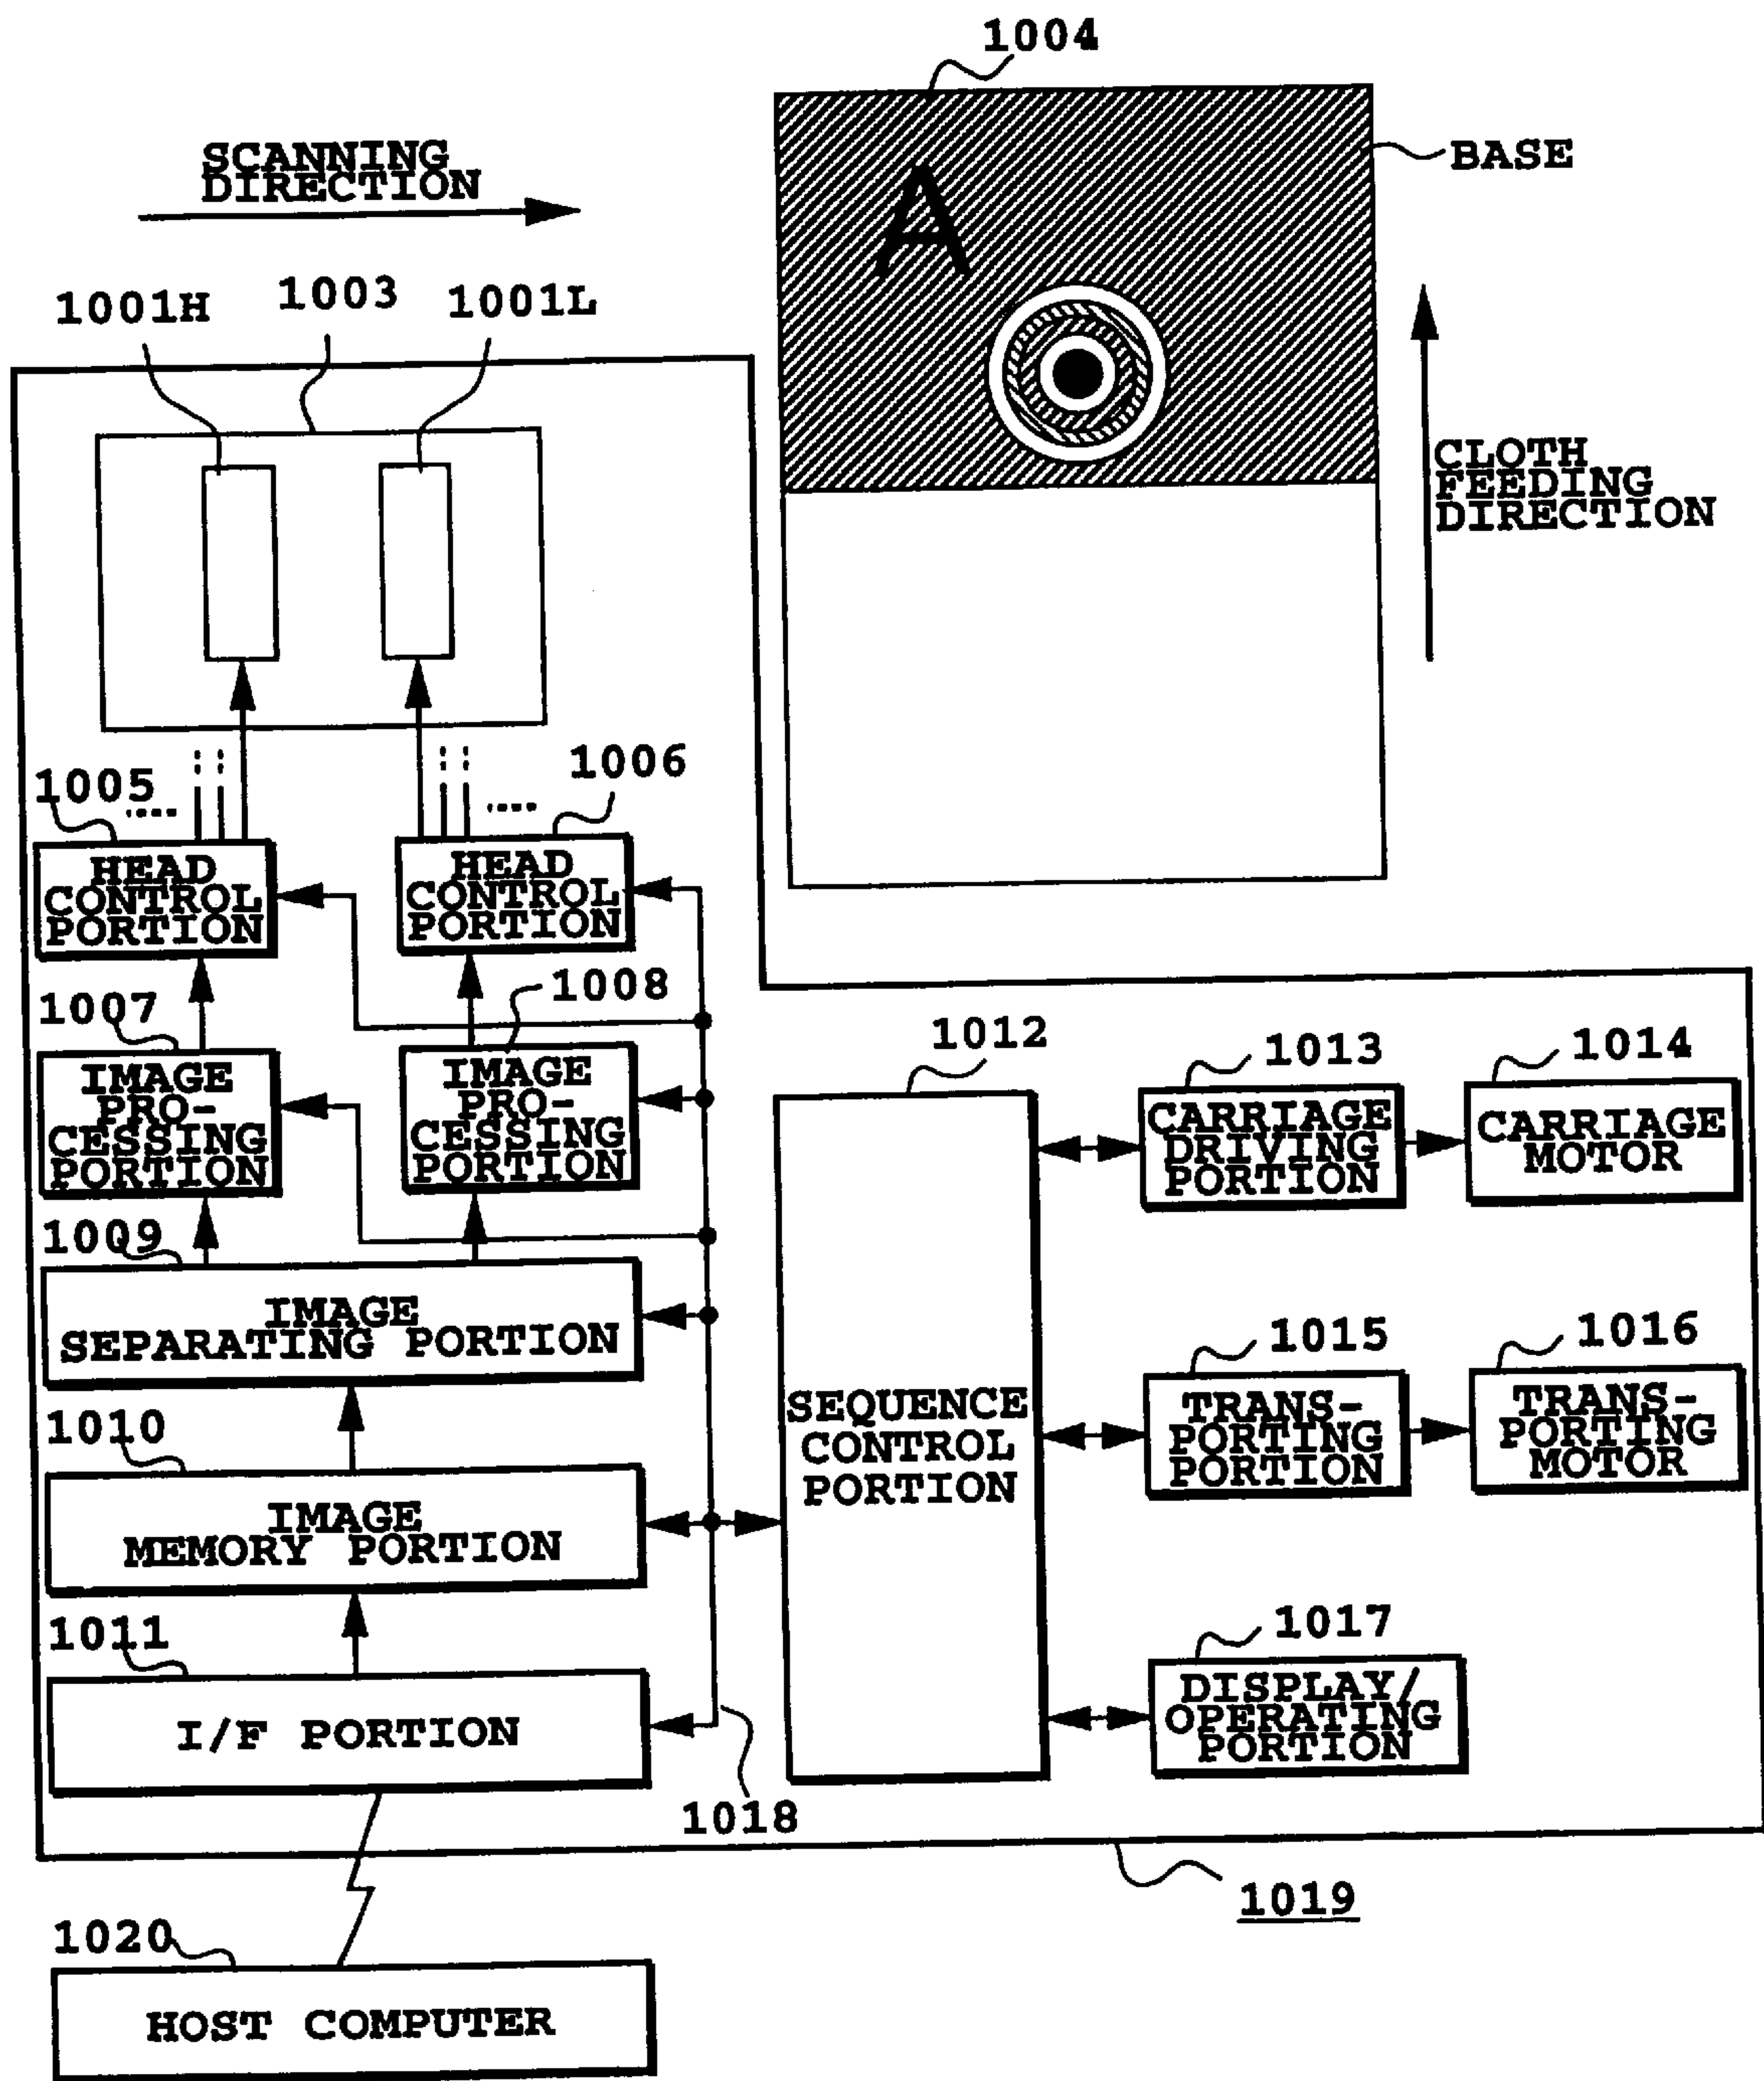 1004
SCANNING
DIRECTION
BASE
A
1001H
1003
1001L
CLOTH
FEEDING
DIRECTION
1005
1006
HEAD
CONTROL
PORTION
HEAD
CONTROL
PORTION
1007
1008
IMAGE
PRO-
CESSING
PORTION
IMAGE
PRO-
CESSING
PORTION
1012
1013
1014
CARRIAGE
DRIVING
PORTION
CARRIAGE
MOTOR
1009
IMAGE
SEPARATING PORTION
1015
1016
SEQUENCE
CONTROL
PORTION
TRANS-
PORTING
PORTION
TRANS-
PORTING
MOTOR
1010
IMAGE
MEMORY PORTION
1011
1017
I/F PORTION
DISPLAY/
OPERATING
PORTION
1018
1019
1020
HOST COMPUTER